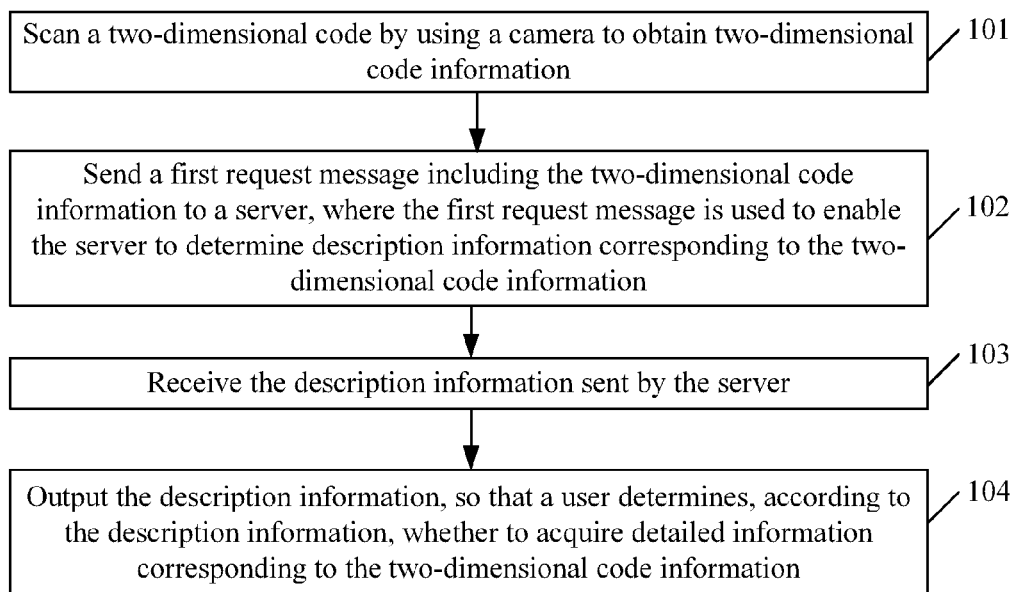 Scan a two-dimensional code by using a camera to obtain two-dimensional
code information
101
Send a first request message including the two-dimensional code
information to a server, where the first request message is used to enable
the server to determine description information corresponding to the two-
dimensional code information
102
Receive the description information sent by the server
103
Output the description information, so that a user determines, according to
the description information, whether to acquire detailed information
corresponding to the two-dimensional code information
104